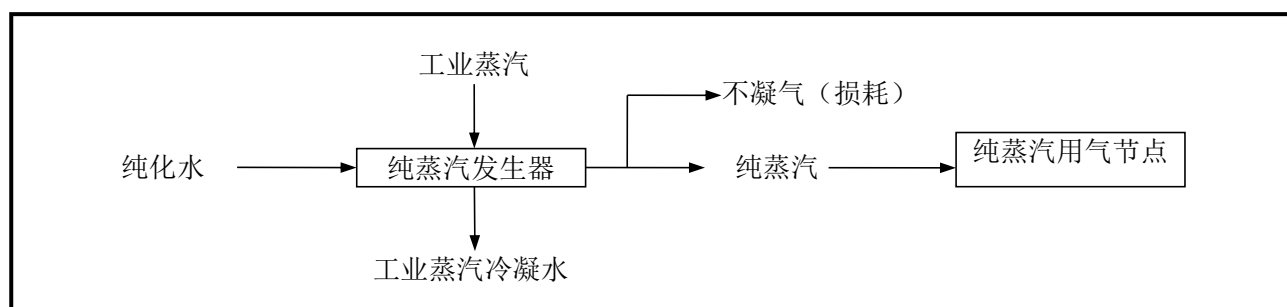 工业蒸汽
不凝气（损耗）
纯化水
纯蒸汽发生器
纯蒸汽
纯蒸汽用气节点
工业蒸汽冷凝水